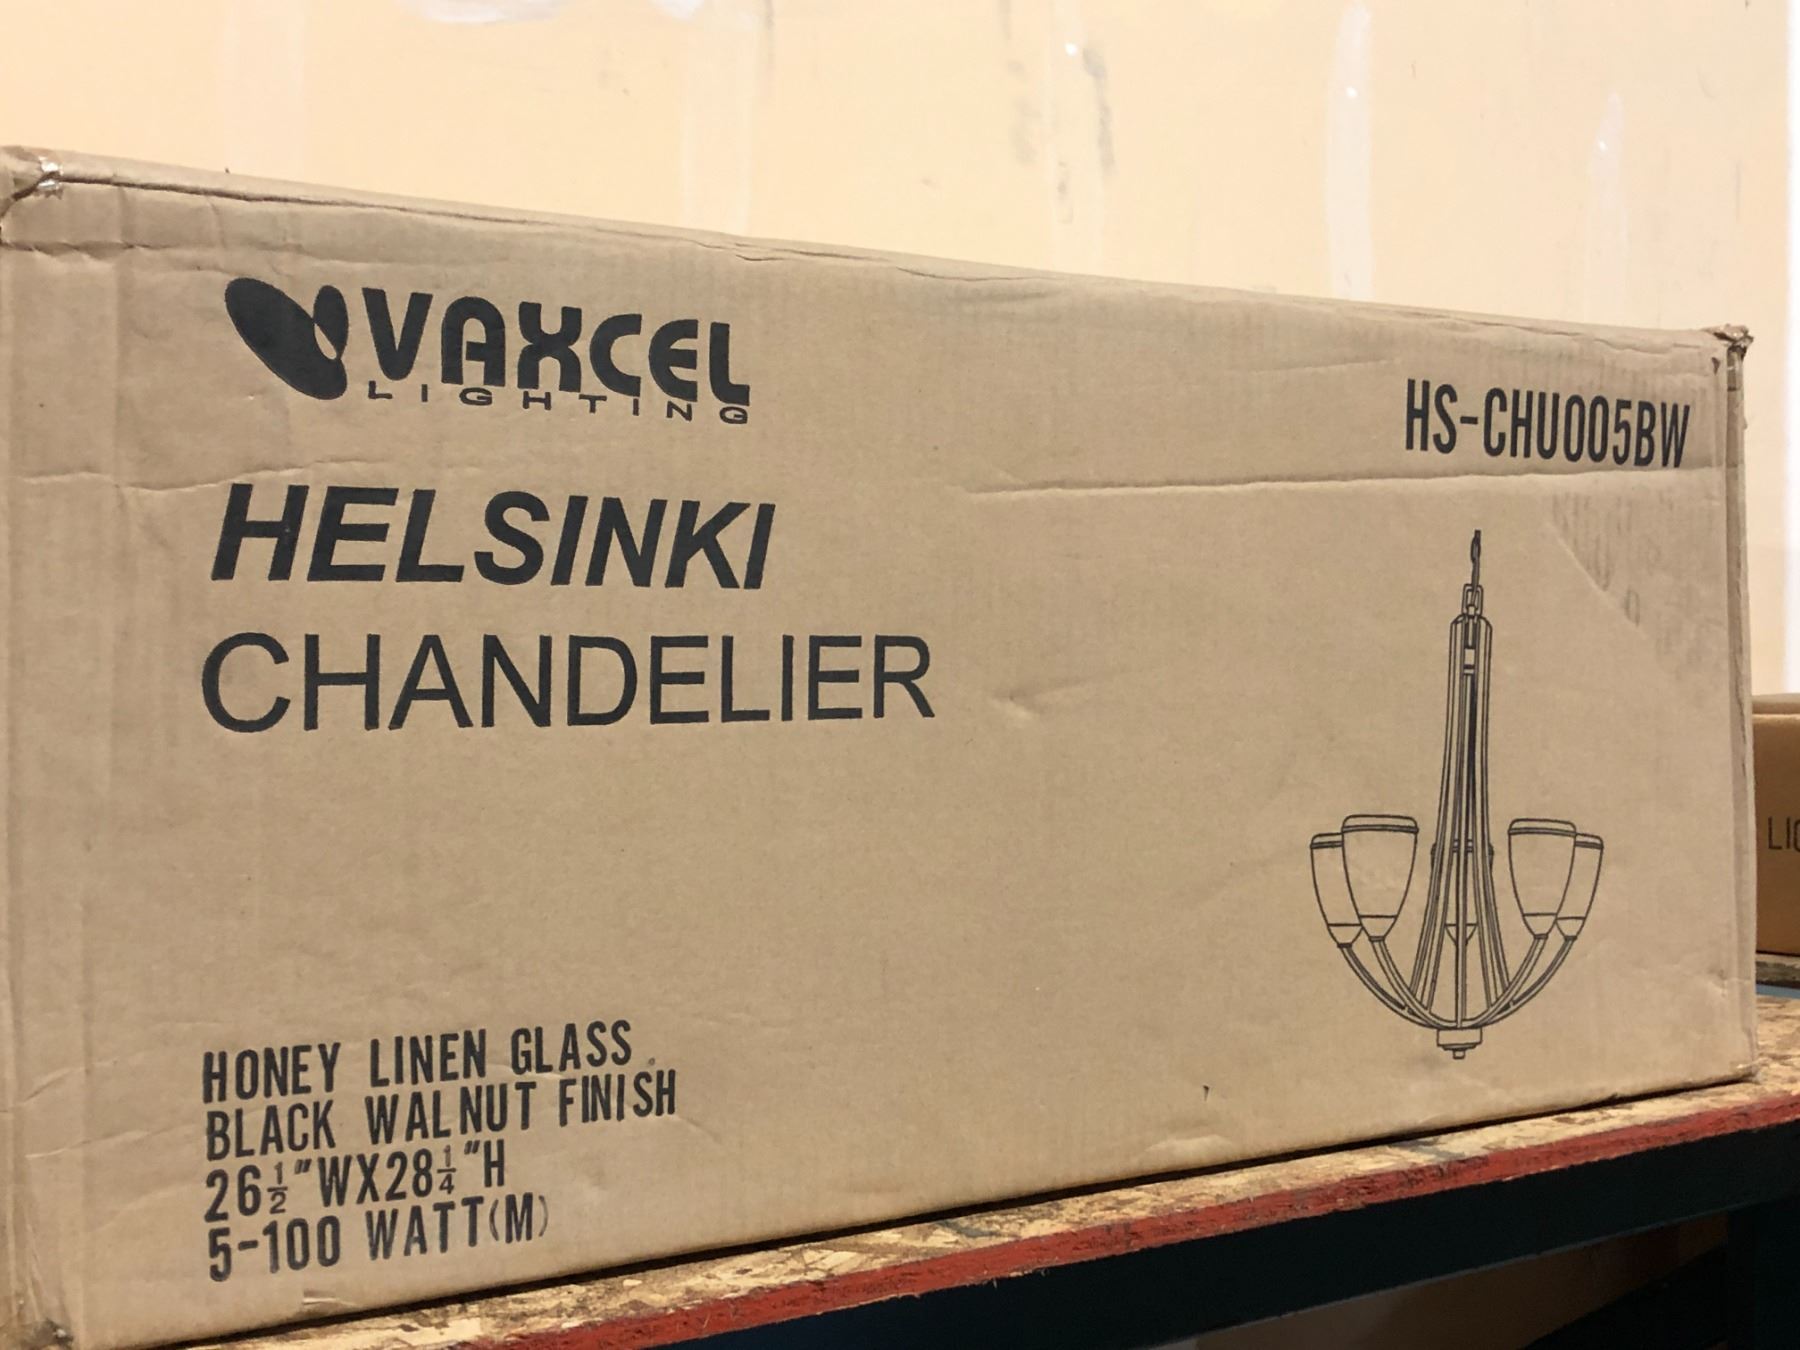 VAXCEL
LIGHTING
HS-CHU005BW
HELSINKI
CHANDELIER
HONEY LINEN GLASS
BLACK WALNUT FINISH
26½"WX28¼"H
5-100 WATT(M)